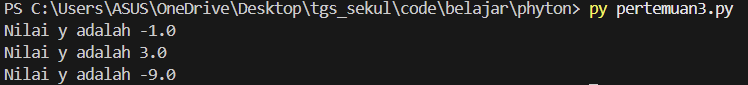 PS C:\Users\ASUS\OneDrive\Desktop\tgs_sekul\code\belajar\phyton> py pertemuan3.py
Nilai y adalah -1.0
Nilai y adalah 3.0
Nilai y adalah -9.0